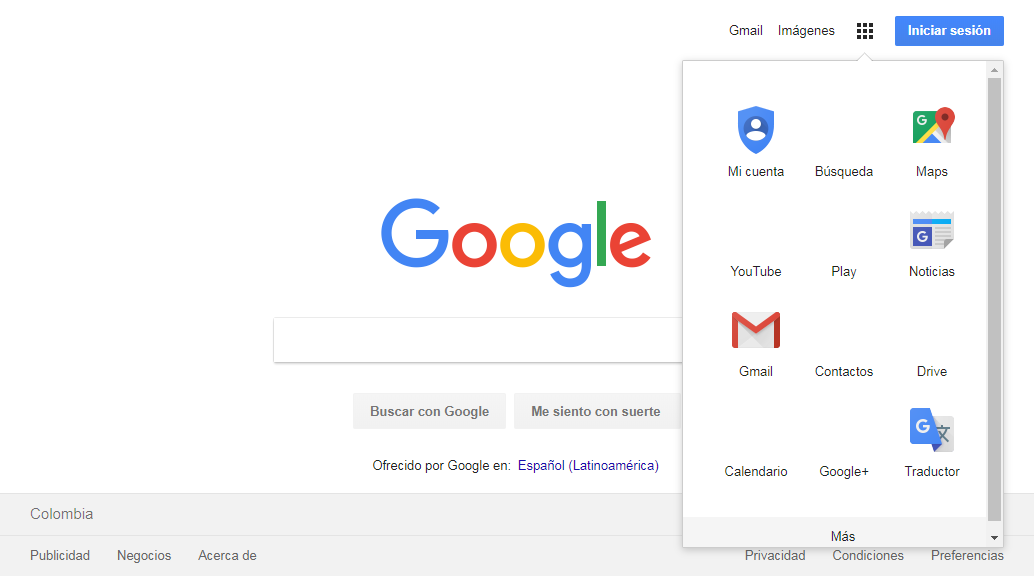 Gmail Imágenes Iniciar sesión
Mi cuenta Búsqueda Maps
YouTube Play Noticias
Gmail Contactos Drive
Calendario Google+ Traductor
Más
Google
Buscar con Google Me siento con suerte
Ofrecido por Google en: Español (Latinoamérica)
Colombia
Publicidad Negocios Acerca de Privacidad Condiciones Preferencias